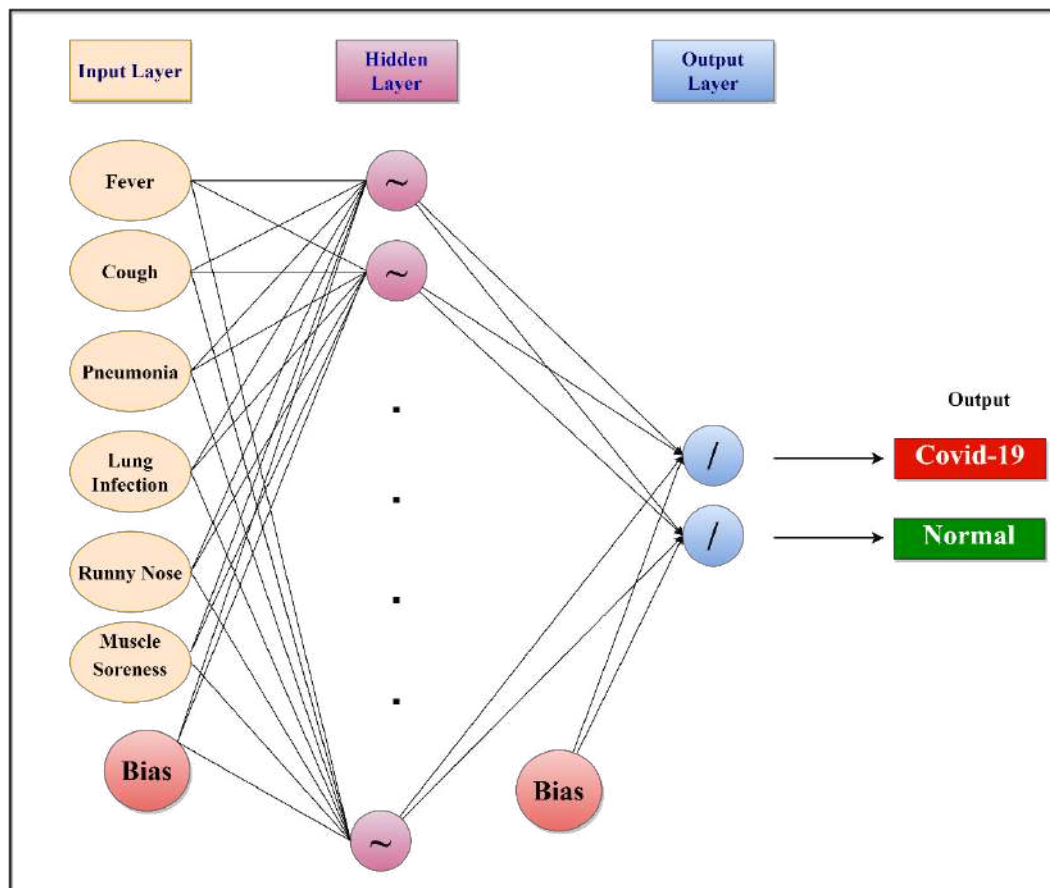 Input Layer
Hidden
Layer
Output
Layer
Fever
~
Cough
~
Pneumonia
Output
Lung
Infection
/
Covid-19
/
Normal
Runny Nose
Muscle
Soreness
Bias
Bias
~